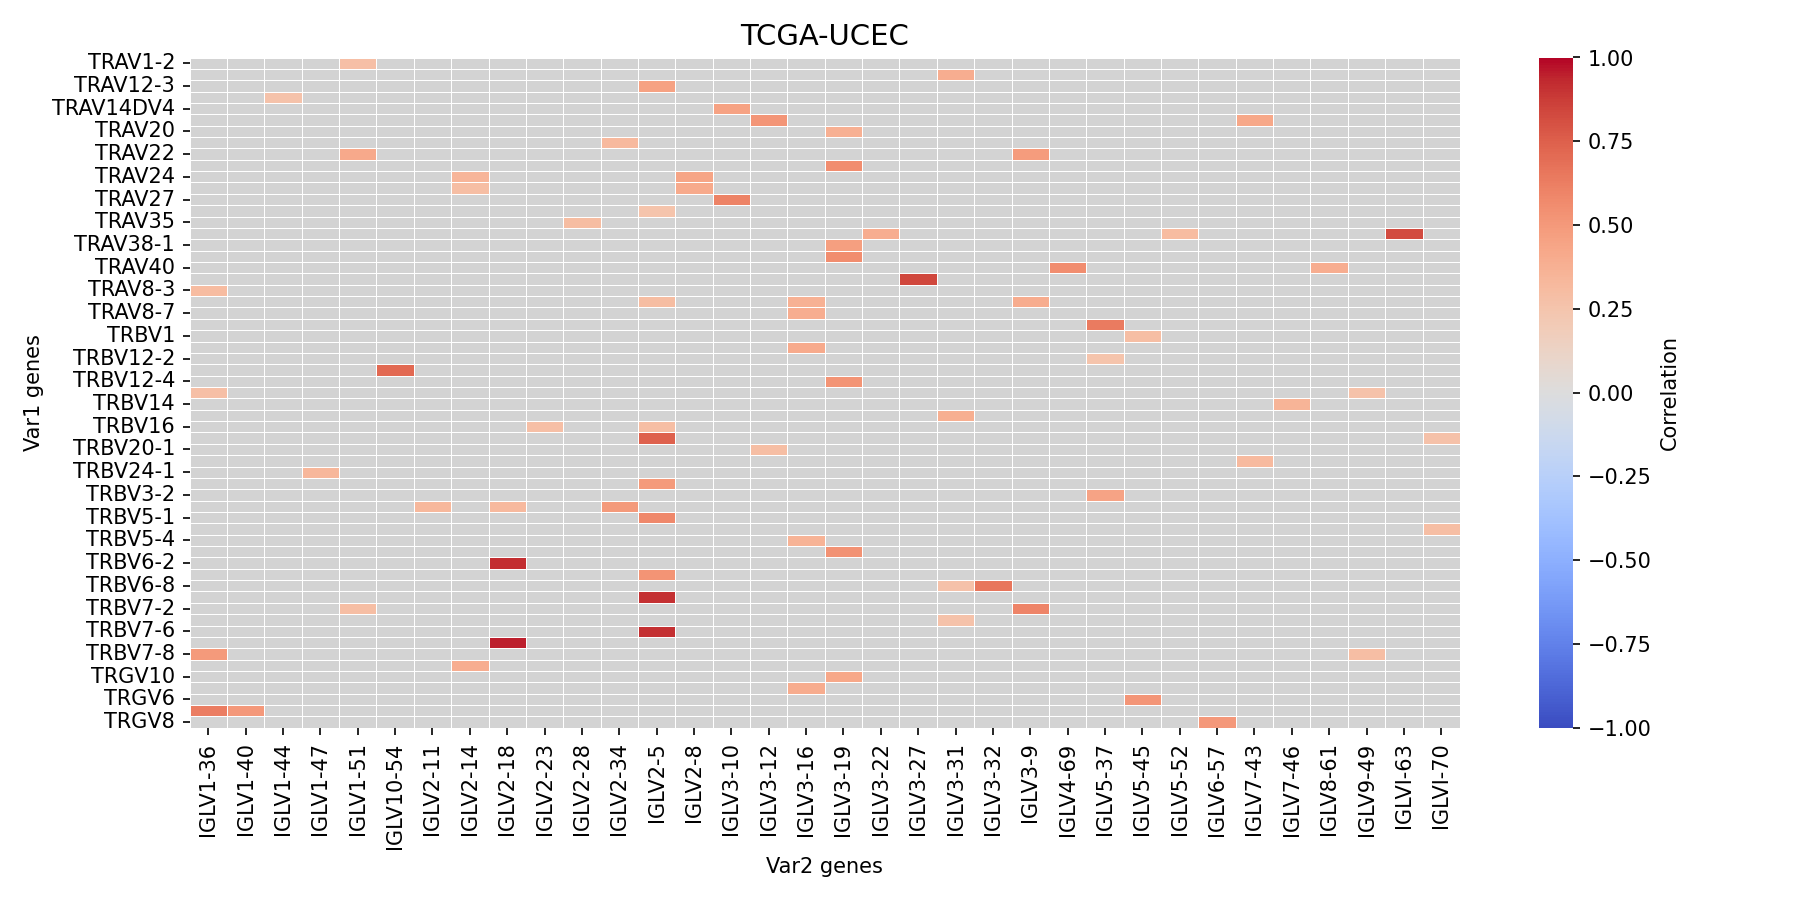 TCGA-UCEC
TRAV1-2
TRAV12-3
TRAV14DV4
TRAV20
TRAV22
TRAV24
TRAV27
TRAV35
TRAV38-1
TRAV40
TRAV8-3
TRAV8-7
TRBV1
TRBV12-2
TRBV12-4
TRBV14
TRBV16
TRBV20-1
TRBV24-1
TRBV3-2
TRBV5-1
TRBV5-4
TRBV6-2
TRBV6-8
TRBV7-2
TRBV7-6
TRBV7-8
TRGV10
TRGV6
TRGV8
Var1 genes
IGLV1-36
IGLV1-40
IGLV1-44
IGLV1-47
IGLV1-51
IGLV10-54
IGLV2-11
IGLV2-14
IGLV2-18
IGLV2-23
IGLV2-28
IGLV2-34
IGLV2-5
IGLV2-8
IGLV3-10
IGLV3-12
IGLV3-16
IGLV3-19
IGLV3-22
IGLV3-27
IGLV3-31
IGLV3-32
IGLV3-9
IGLV4-69
IGLV5-37
IGLV5-45
IGLV5-52
IGLV6-57
IGLV7-43
IGLV7-46
IGLV8-61
IGLV9-49
IGLVI-63
IGLVI-70
Var2 genes
1.00
0.75
0.50
0.25
0.00
−0.25
−0.50
−0.75
−1.00
Correlation